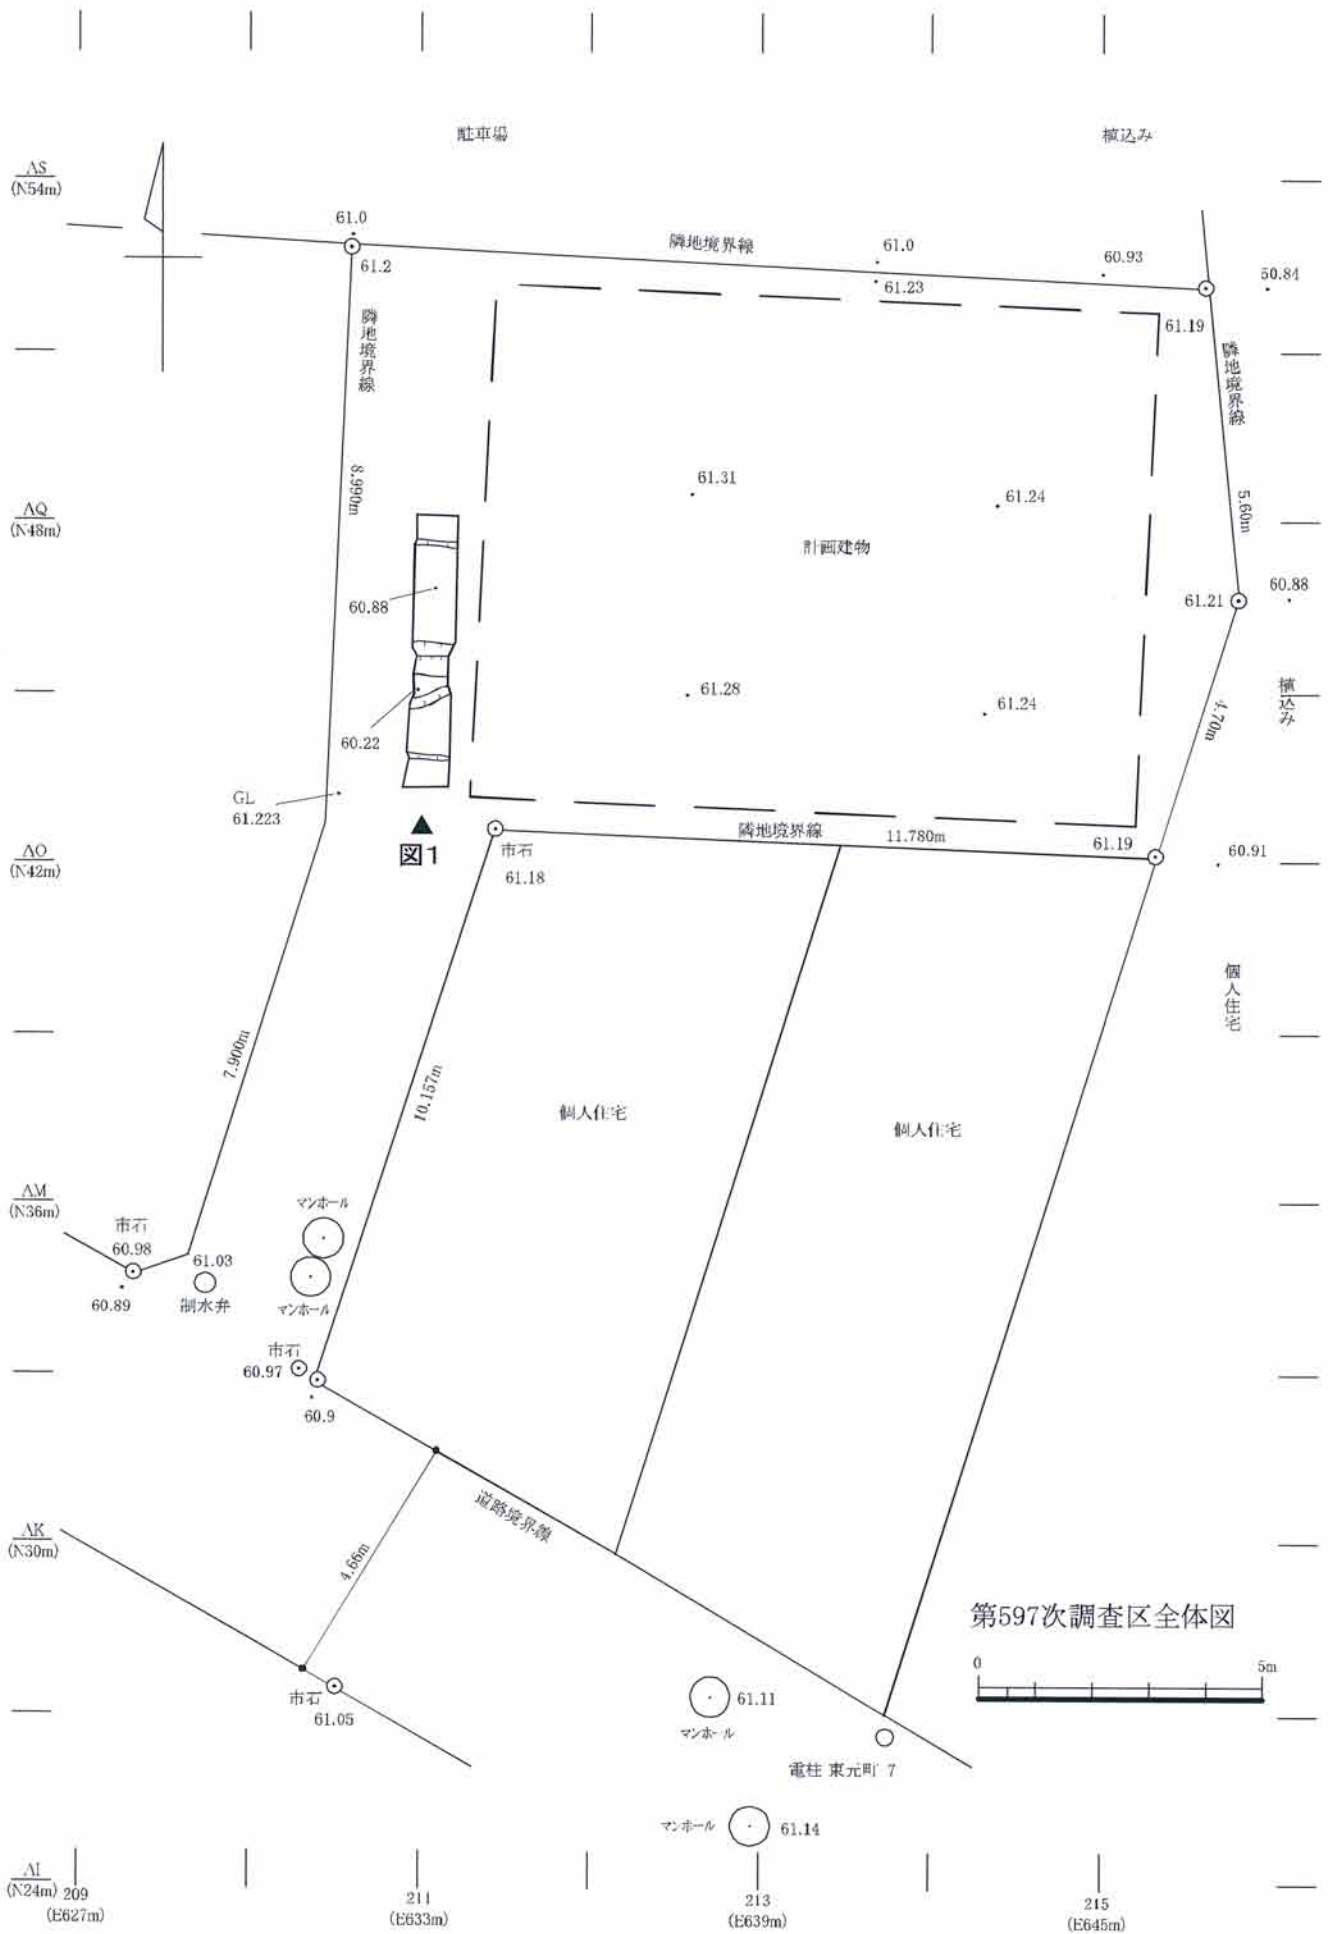 駐車場
植込み
AS
(N54m)
61.0
61.2
隣地境界線
61.0
61.23
60.93
60.84
61.19
隣地境界線
隣地境界線
8.990m
5.60m
AQ
(N48m)
61.31
61.24
計画建物
60.88
61.21
60.88
61.28
61.24
植込み
60.22
4.70m
GL
61.223
図1
市石
61.18
隣地境界線
11.780m
61.19
60.91
AO
(N42m)
個人住宅
7.900m
10.157m
個人住宅
個人住宅
AM
(N36m)
マンホール
市石
60.98
61.03
60.89
制水弁
マンホール
市石
60.97
60.9
道路境界線
AK
(N30m)
4.66m
第597次調査区全体図
0
5m
市石
61.05
61.11
マンホール
電柱 東元町 7
マンホール
61.14
AI
(N24m)
209
(E627m)
211
(E633m)
213
(E639m)
215
(E645m)